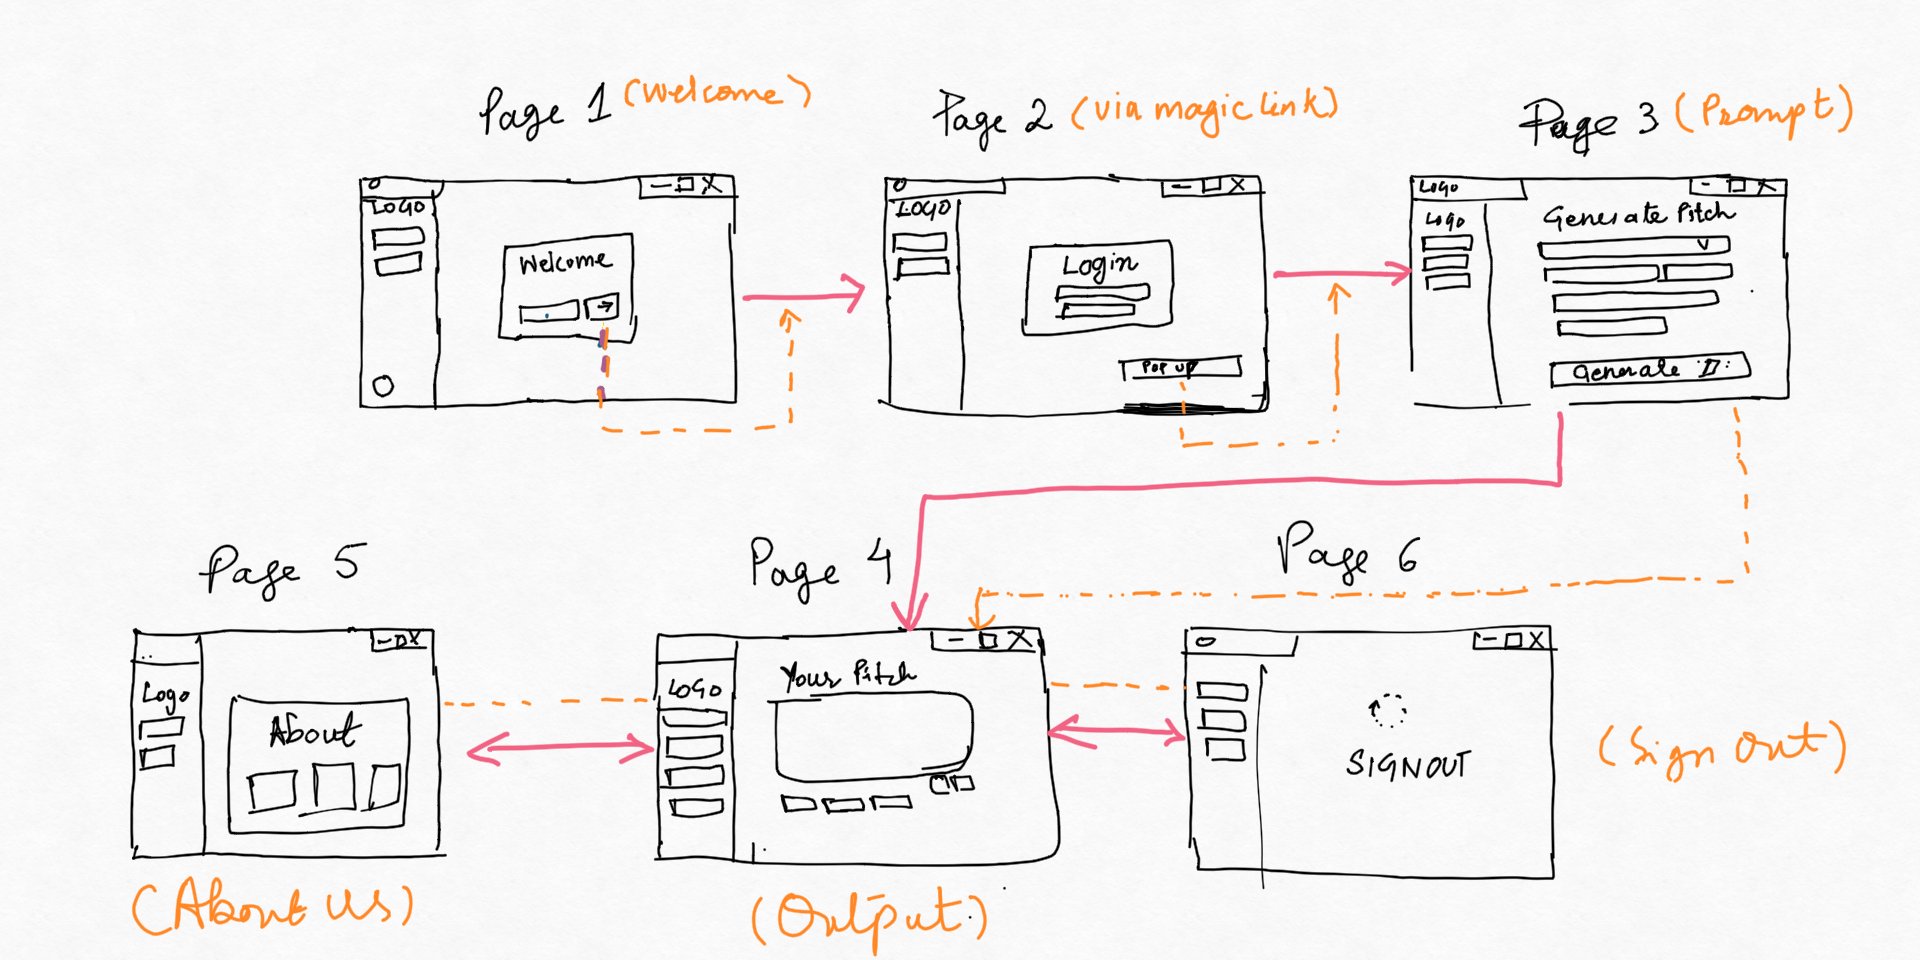 Page 1 (Welcome)
LOGO
Welcome
Page 2 (via magic link)
LOGO
Login
Pop up
Page 3 (Prompt)
LOGO
LOGO
Generate Pitch
Generate
Page 5
Logo
About
(About Us)
Page 4
LOGO
Your Pitch
(Output)
Page 6
SIGNOUT
(Sign Out)